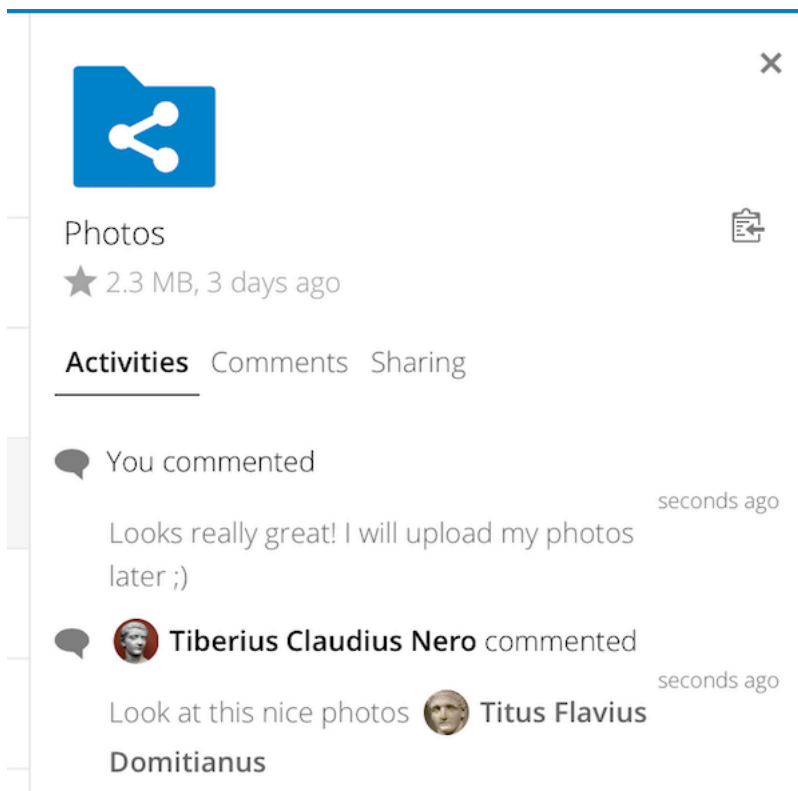 Photos
2.3 MB, 3 days ago
Activities Comments Sharing
You commented
seconds ago
Looks really great! I will upload my photos
later ;)
Tiberius Claudius Nero commented
seconds ago
Look at this nice photos Titus Flavius
Domitianus